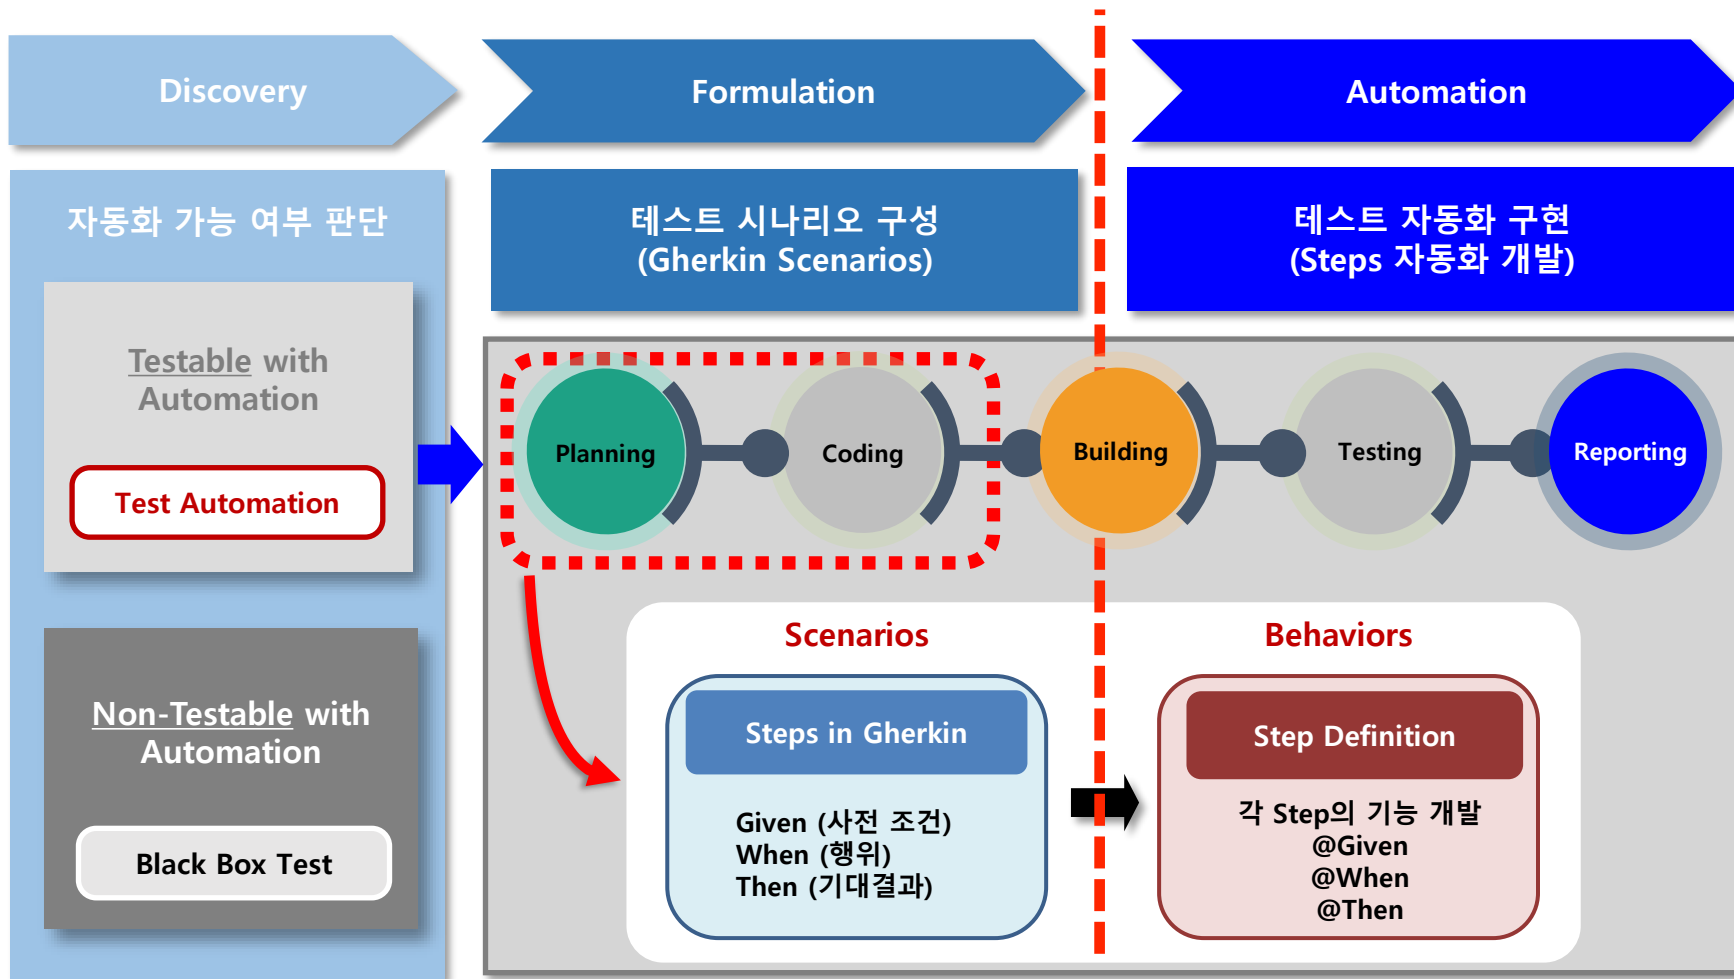 Discovery
Formulation
Automation
자동화 가능 여부 판단
테스트 시나리오 구성
(Gherkin Scenarios)
테스트 자동화 구현
(Steps 자동화 개발)
Testable with
Automation
Test Automation
Non-Testable with
Automation
Black Box Test
Planning
Coding
Building
Testing
Reporting
Scenarios
Steps in Gherkin
Given (사전 조건)
When (행위)
Then (기대결과)
Behaviors
Step Definition
각 Step의 기능 개발
@Given
@When
@Then